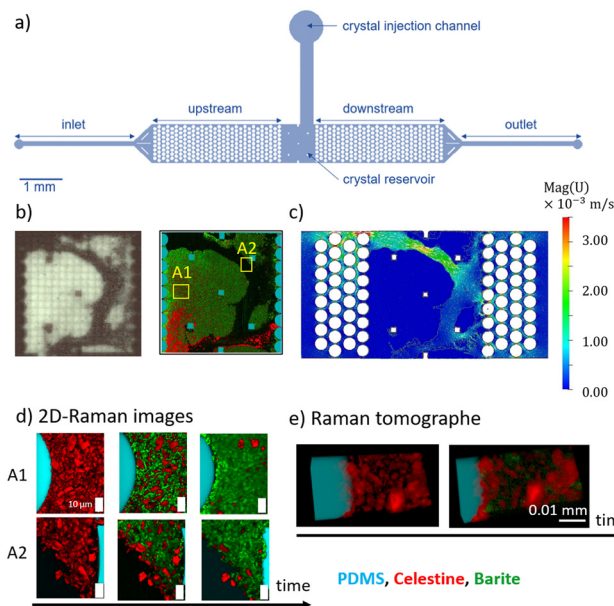 a)
crystal injection channel
upstream
downstream
inlet
outlet
crystal reservoir
1 mm
b)
A1
A2
c)
Mag(U)
× 10⁻³ m/s
3.00
2.00
1.00
0.00
d) 2D-Raman images
A1
10 µm
A2
time
e) Raman tomographe
0.01 mm
tim
PDMS, Celestine, Barite